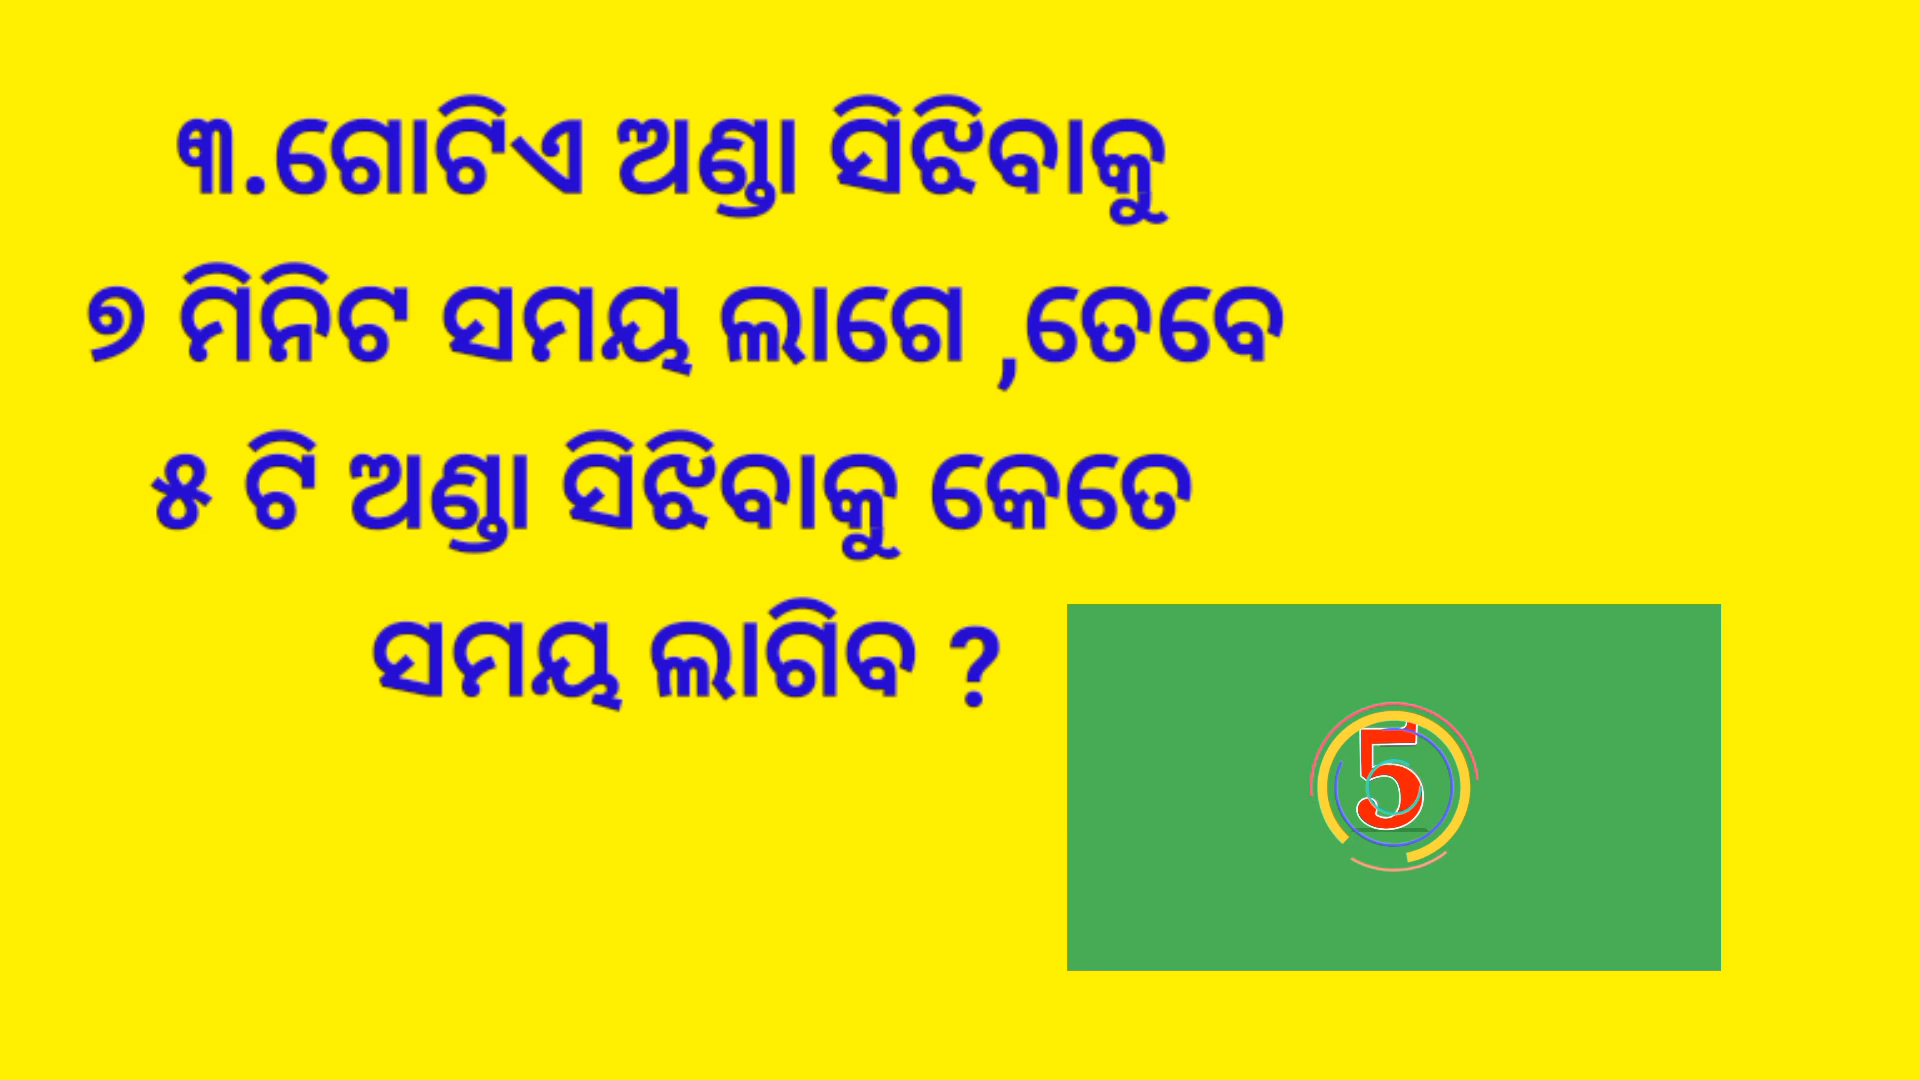 ୩.ଗୋଟିଏ ଅଣ୍ଡା ସିଝିବାକୁ
୭ ମିନିଟ ସମୟ ଲାଗେ ,ତେବେ
୫ ଟି ଅଣ୍ଡା ସିଝିବାକୁ କେତେ
ସମୟ ଲାଗିବ ?
5